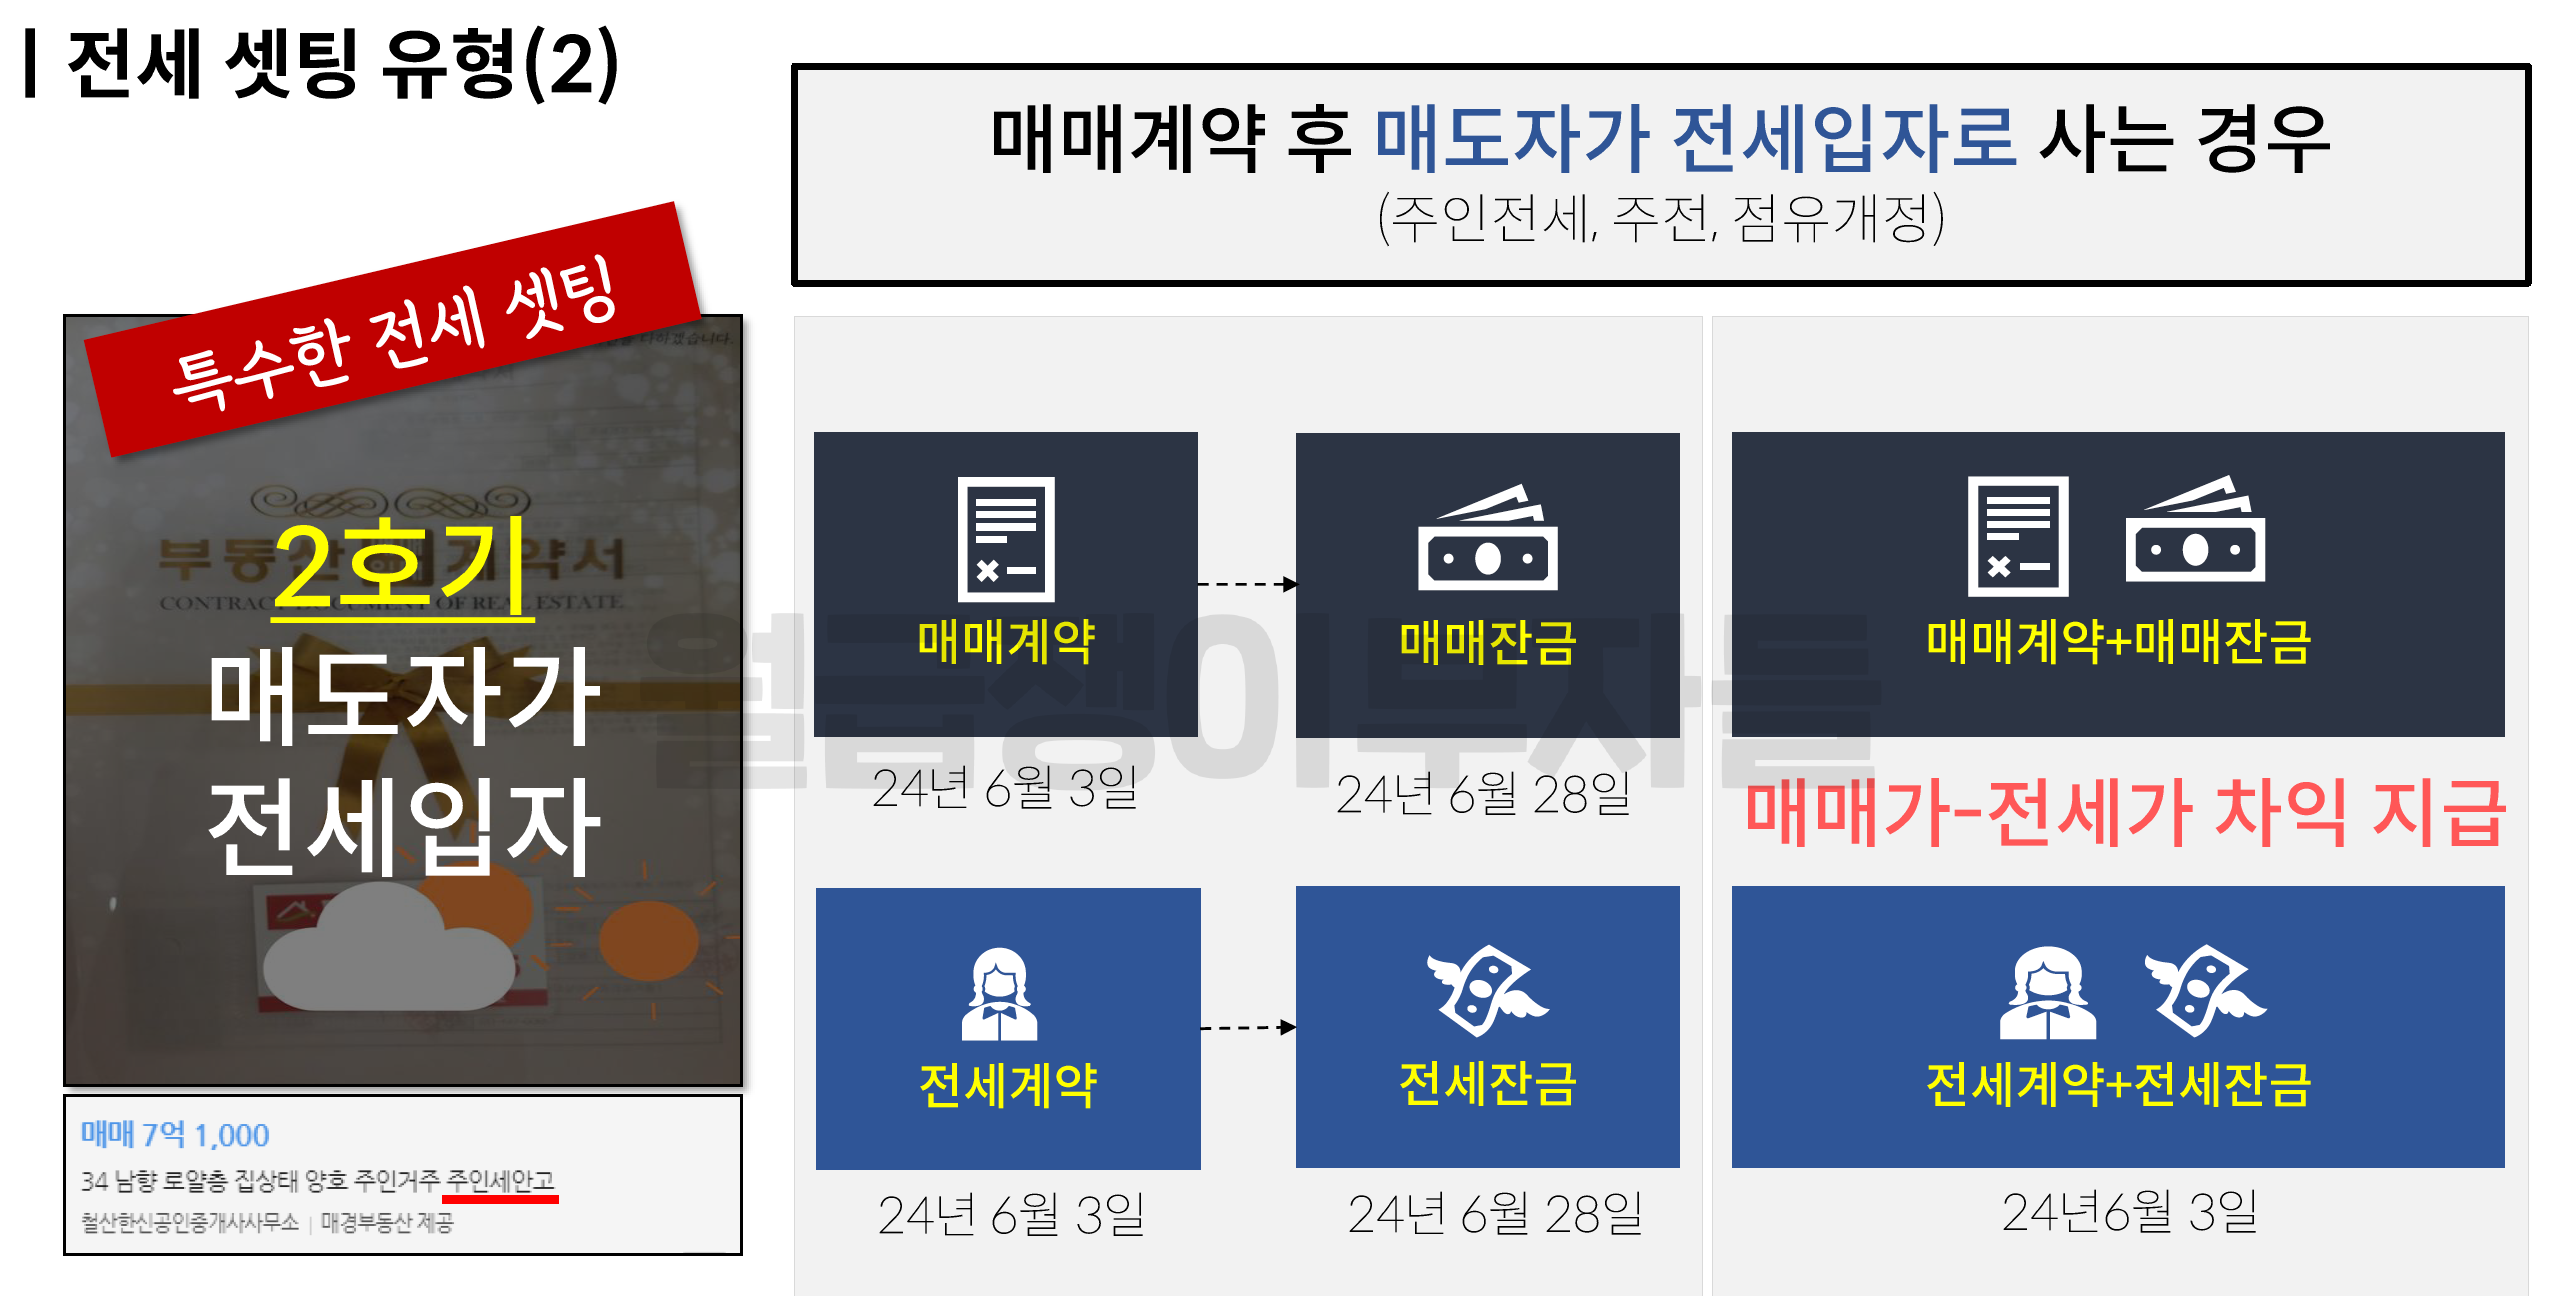 전세 셋팅 유형(2)
매매계약 후 매도자가 전세입자로 사는 경우
(주인전세, 주전, 점유개정)
특수한 전세 셋팅
다하겠습니다.
부동산 계약서
CONTRACT DOCUMENT OF REAL ESTATE
2호기
매도자가
전세입자
매매 7억 1,000
34 남향 로얄층 집상태 양호 주인거주 주인세안고
철산한신공인중개사사무소 | 매경부동산 제공
매매계약
24년 6월 3일
매매잔금
24년 6월 28일
전세계약
24년 6월 3일
전세잔금
24년 6월 28일
매매계약+매매잔금
매매가-전세가 차익 지급
전세계약+전세잔금
24년6월 3일
월급쟁이부자들